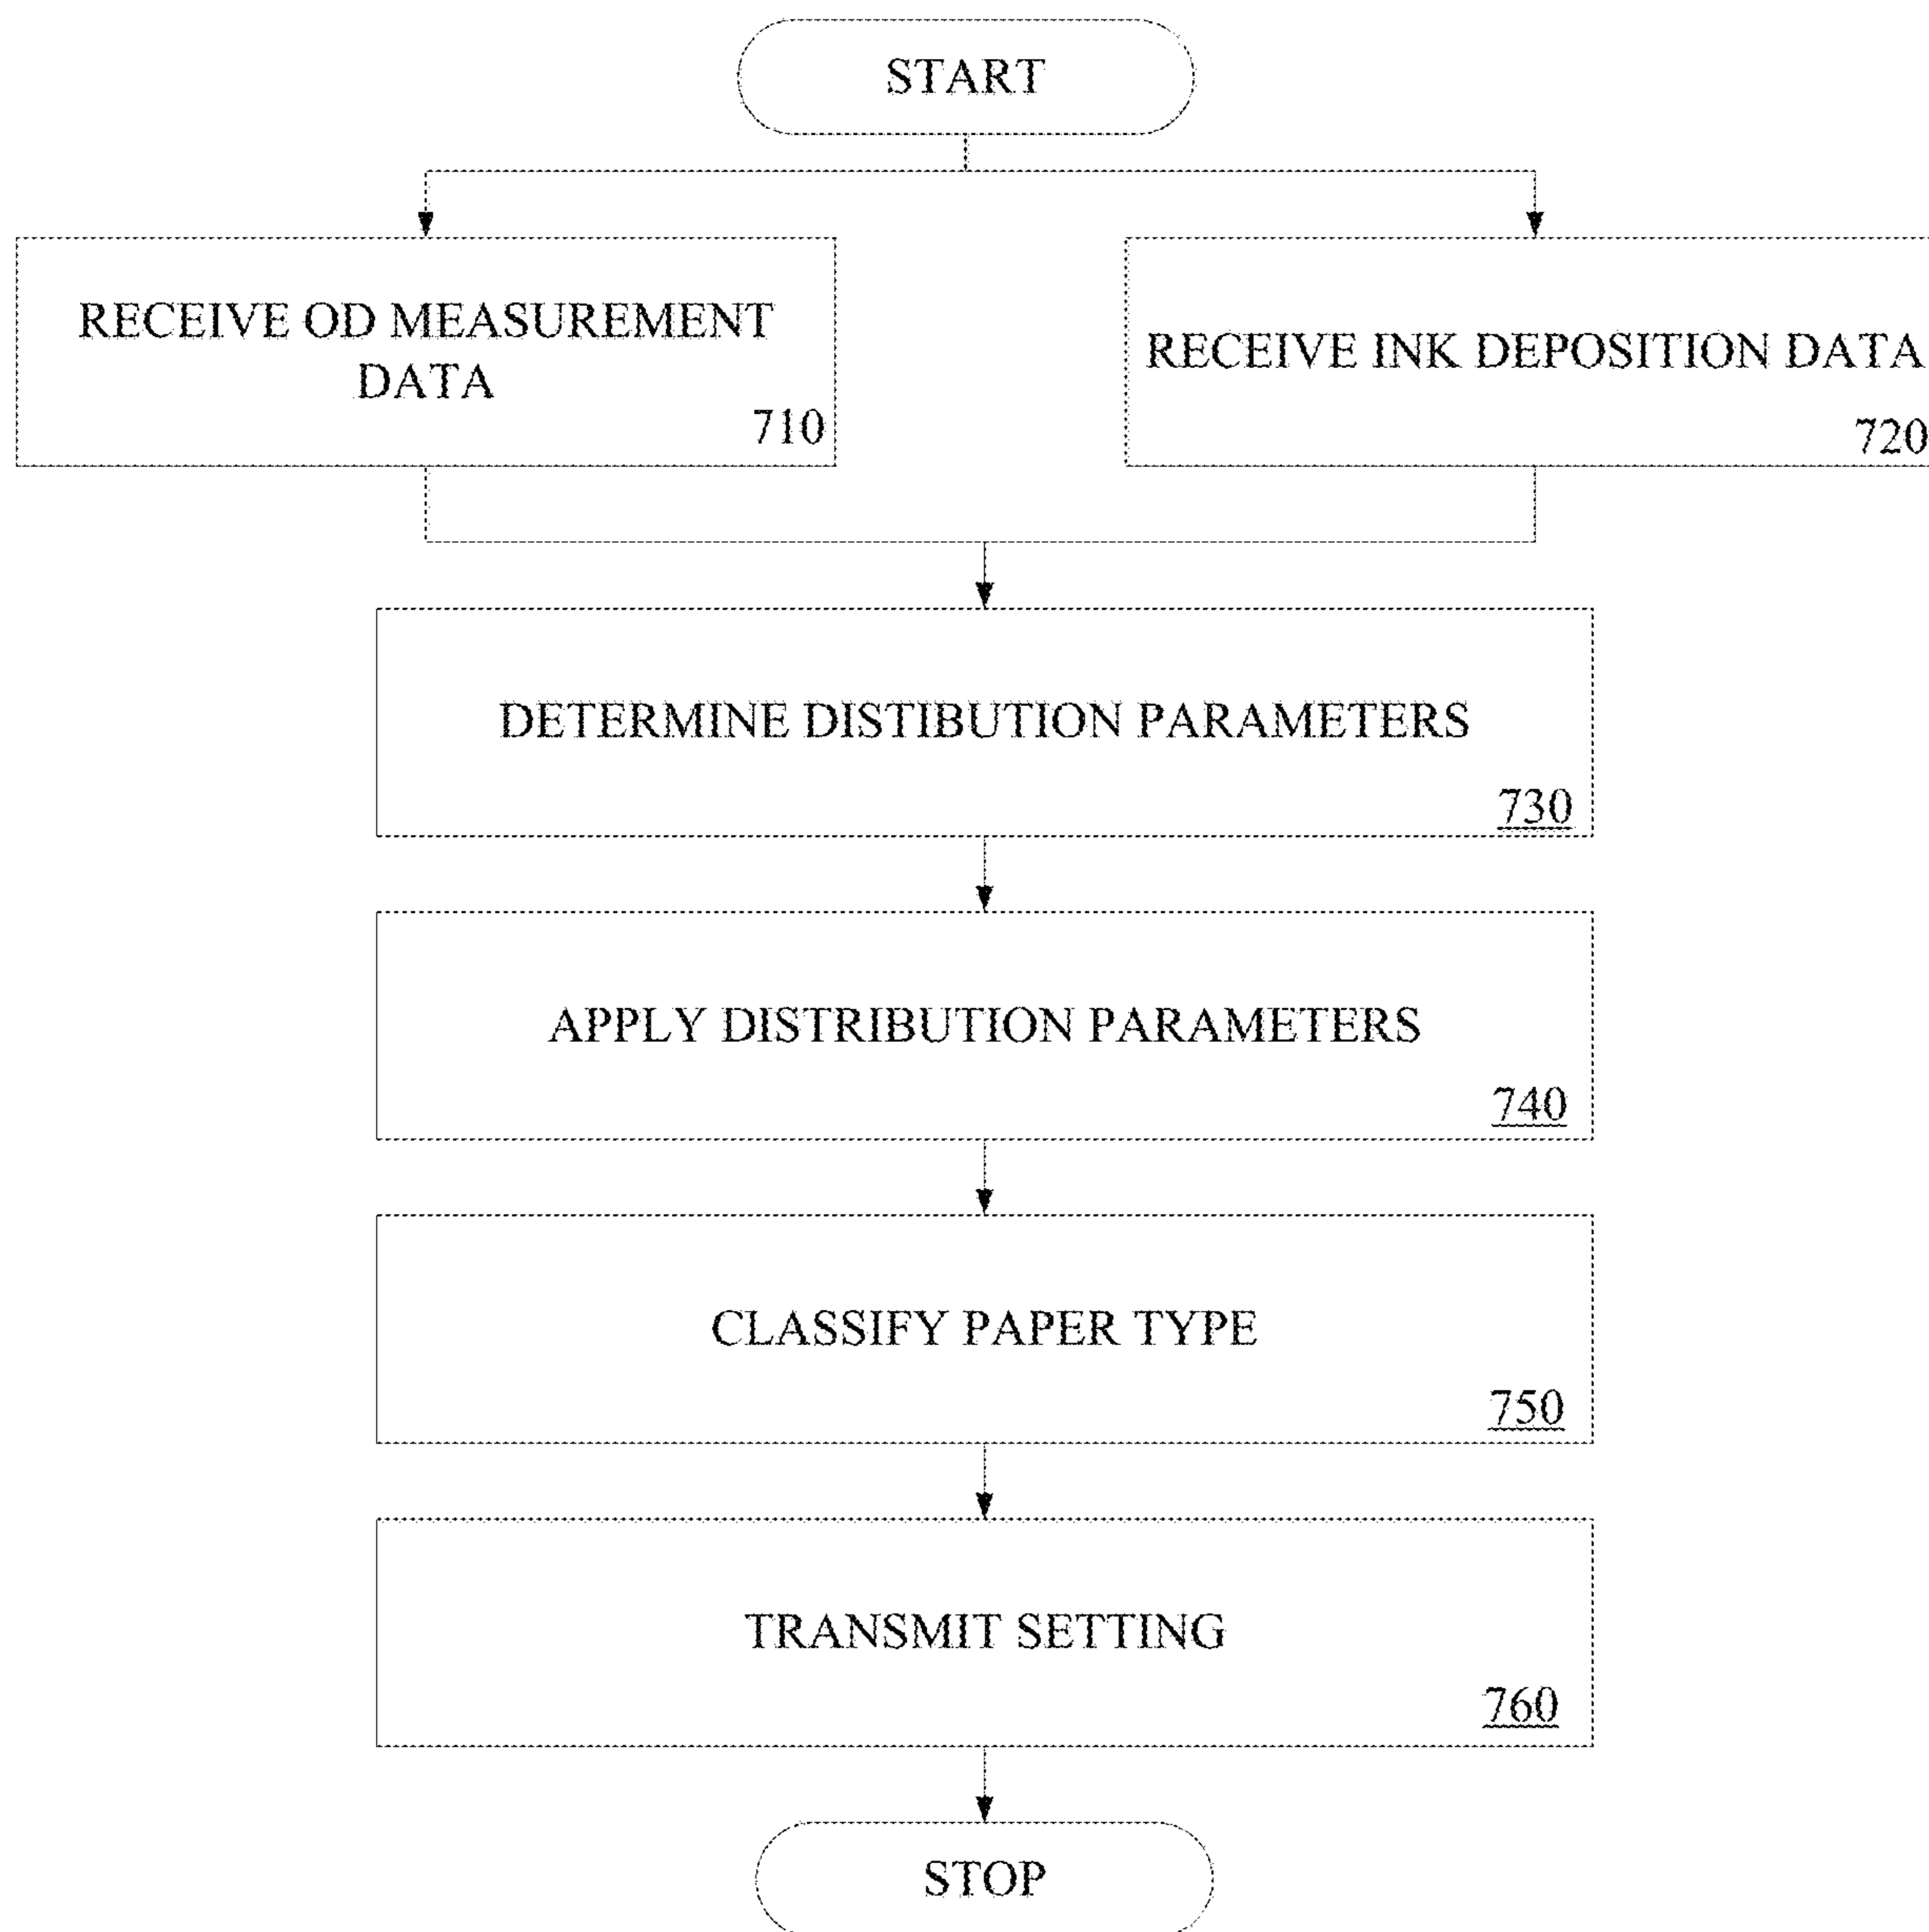 START
RECEIVE OD MEASUREMENT
DATA
710
RECEIVE INK DEPOSITION DATA
720
DETERMINE DISTIBUTION PARAMETERS
730
APPLY DISTRIBUTION PARAMETERS
740
CLASSIFY PAPER TYPE
750
TRANSMIT SETTING
760
STOP